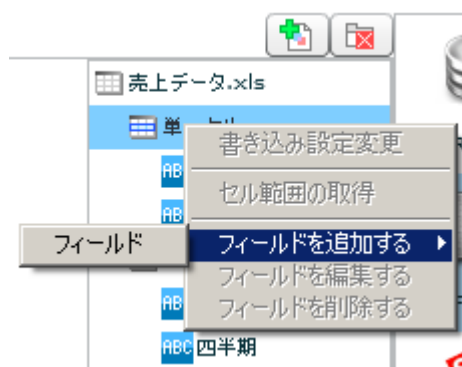 売上データ.xls
単
書き込み設定変更
セル範囲の取得
フィールドを追加する
フィールド
フィールドを編集する
フィールドを削除する
ABC 四半期